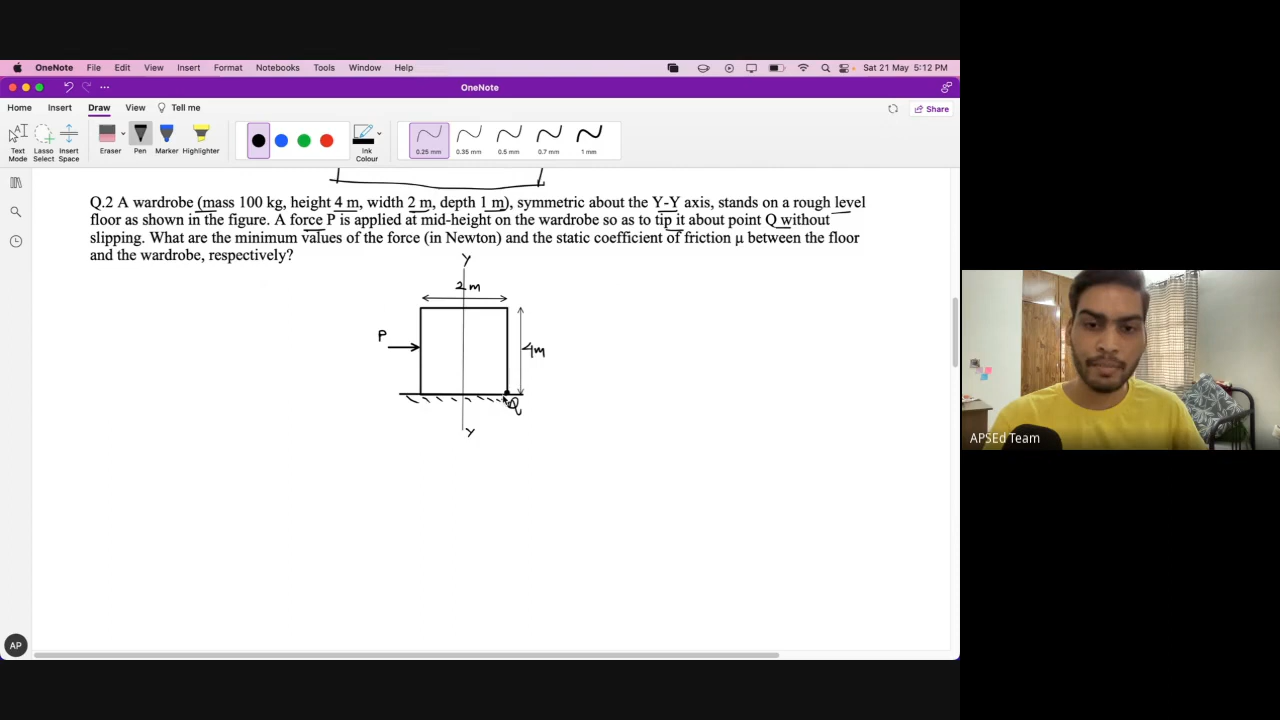 OneNote File Edit View Insert Format Notebooks Tools Window Help Sat 21 May 5:12 PM
OneNote
Home Insert Draw View Tell me Share
Text Mode Lasso Select Insert Space Eraser Pen Marker Highlighter Ink Colour 0.25 mm 0.35 mm 0.5 mm 0.7 mm 1 mm
Q.2 A wardrobe (mass 100 kg, height 4 m, width 2 m, depth 1 m), symmetric about the Y-Y axis, stands on a rough level
floor as shown in the figure. A force P is applied at mid-height on the wardrobe so as to tip it about point Q without
slipping. What are the minimum values of the force (in Newton) and the static coefficient of friction μ between the floor
and the wardrobe, respectively?
Y
2 m
P
4m
Q
Y
APSEd Team
AP